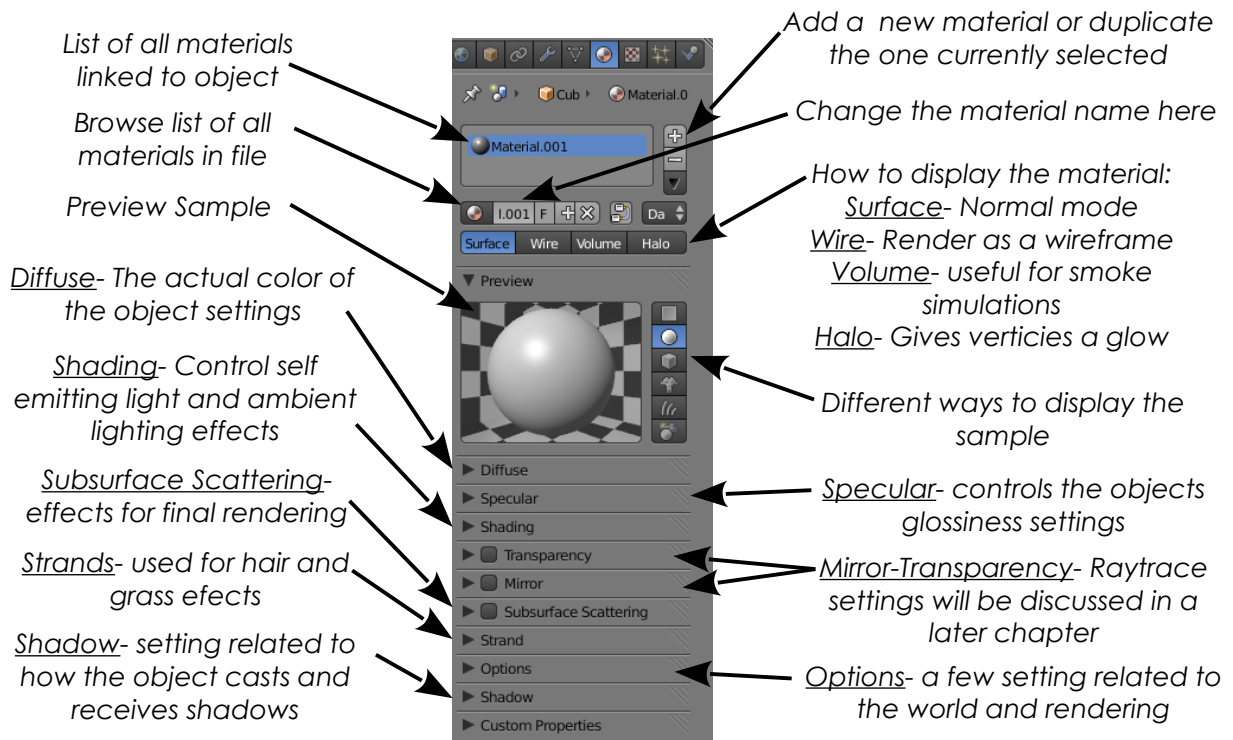 List of all materials
linked to object
Browse list of all
materials in file
Preview Sample
Diffuse- The actual color of
the object settings
Shading- Control self
emitting light and ambient
lighting effects
Subsurface Scattering-
effects for final rendering
Strands- used for hair and
grass efects
Shadow- setting related to
how the object casts and
receives shadows
Cub
Material.0
Material.001
l.001 F Da
Surface Wire Volume Halo
Preview
Diffuse
Specular
Shading
Transparency
Mirror
Subsurface Scattering
Strand
Options
Shadow
Custom Properties
Add a new material or duplicate
the one currently selected
Change the material name here
How to display the material:
Surface- Normal mode
Wire- Render as a wireframe
Volume- useful for smoke
simulations
Halo- Gives verticies a glow
Different ways to display the
sample
Specular- controls the objects
glossiness settings
Mirror-Transparency- Raytrace
settings will be discussed in a
later chapter
Options- a few setting related to
the world and rendering